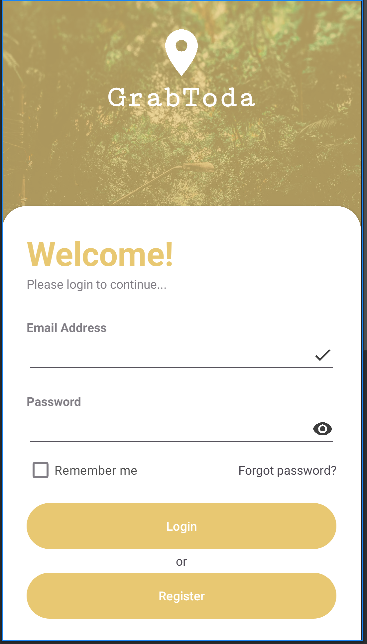 GrabToda
Welcome!
Please login to continue...
Email Address
Password
Remember me
Forgot password?
Login
or
Register